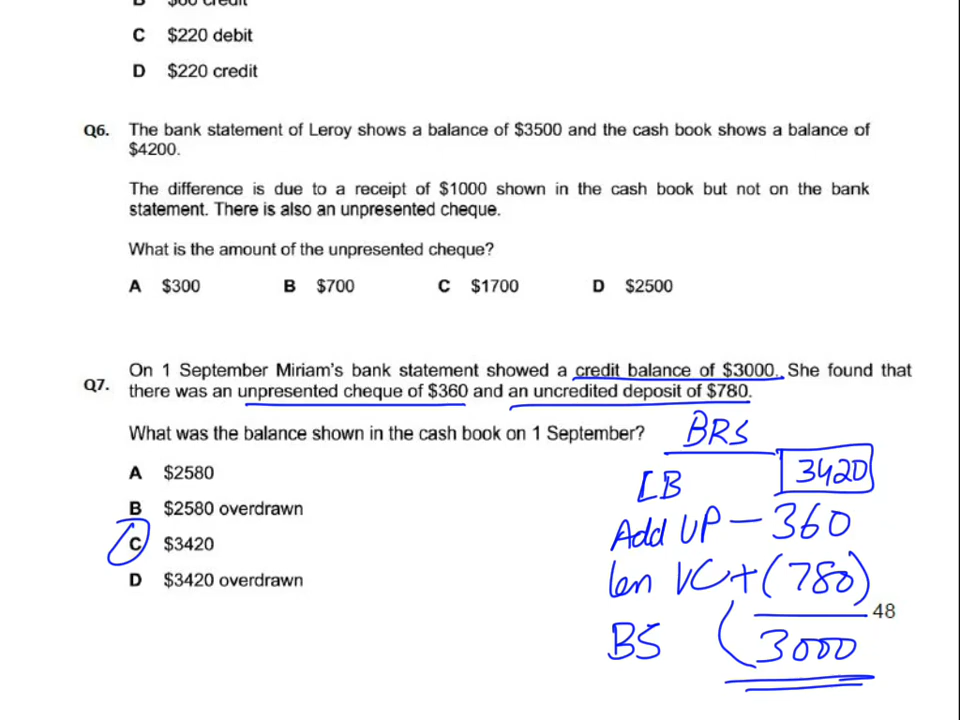 B $60 credit
C $220 debit
D $220 credit
Q6. The bank statement of Leroy shows a balance of $3500 and the cash book shows a balance of
$4200.
The difference is due to a receipt of $1000 shown in the cash book but not on the bank
statement. There is also an unpresented cheque.
What is the amount of the unpresented cheque?
A $300 B $700 C $1700 D $2500
On 1 September Miriam's bank statement showed a credit balance of $3000. She found that
Q7. there was an unpresented cheque of $360 and an uncredited deposit of $780.
What was the balance shown in the cash book on 1 September?
BRS
A $2580
CB 3420
B $2580 overdrawn
Add UP - 360
C $3420
len VC + (780)
D $3420 overdrawn
48
BS (3000